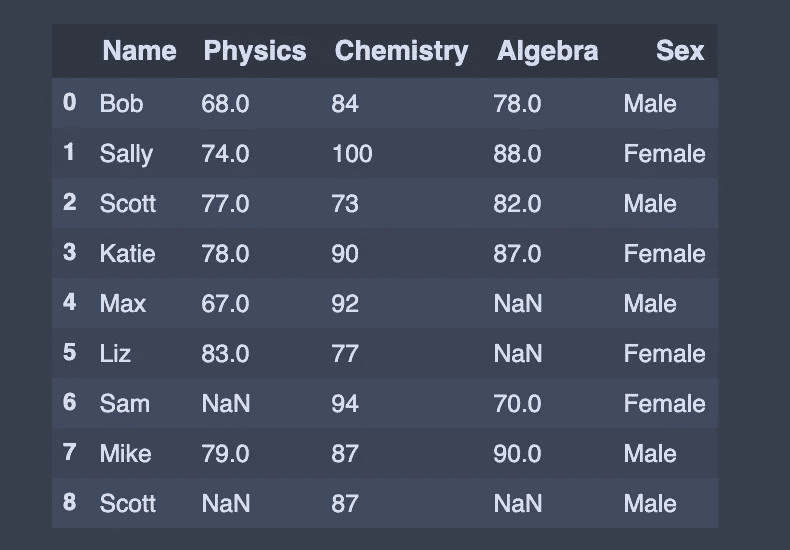 Name Physics Chemistry Algebra Sex
0 Bob 68.0 84 78.0 Male
1 Sally 74.0 100 88.0 Female
2 Scott 77.0 73 82.0 Male
3 Katie 78.0 90 87.0 Female
4 Max 67.0 92 NaN Male
5 Liz 83.0 77 NaN Female
6 Sam NaN 94 70.0 Female
7 Mike 79.0 87 90.0 Male
8 Scott NaN 87 NaN Male